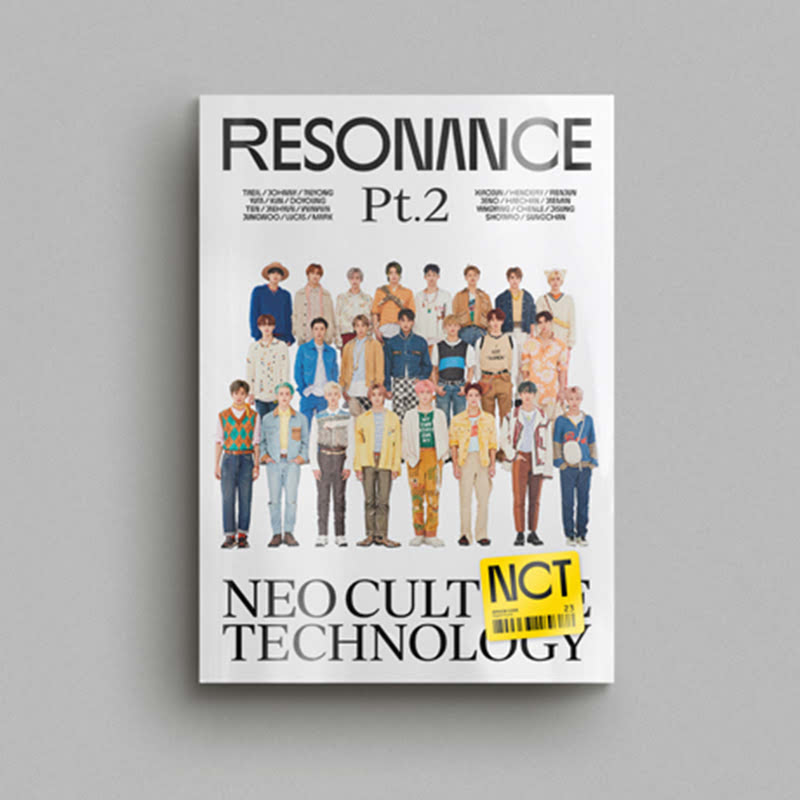 RESONANCE
TAEIL / JOHNNY / TAEYONG
YUTA / KUN / DOYOUNG
TEN / JAEHYUN / WINWIN
JUNGWOO / LUCAS / MARK
Pt.2
XIAOJUN / HENDERY / RENJUN
JENO / HAECHAN / JAEMIN
YANGYANG / CHENLE / JISUNG
SHOTARO / SUNGCHAN
NEO CULT E
TECHNOLOGY
NCT
23